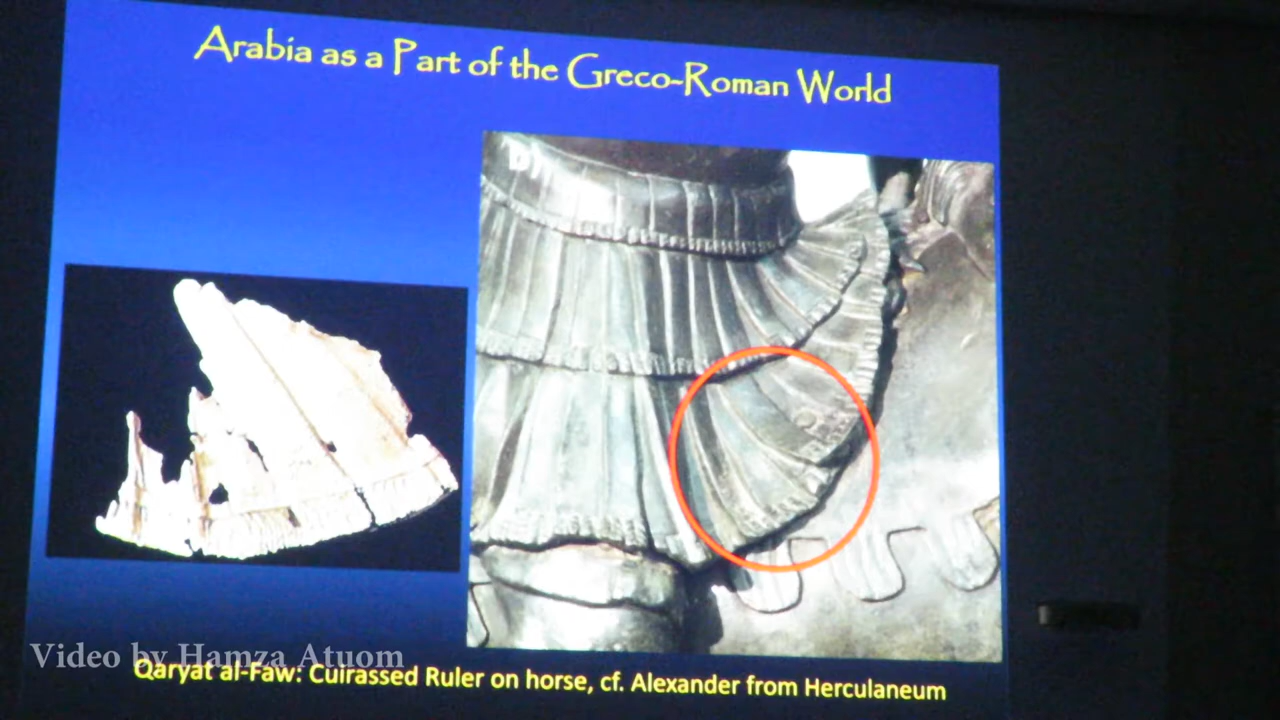 Arabia as a Part of the Greco-Roman World
D
Video by Hamza Atuom
Qaryat al-Faw: Cuirassed Ruler on horse, cf. Alexander from Herculaneum